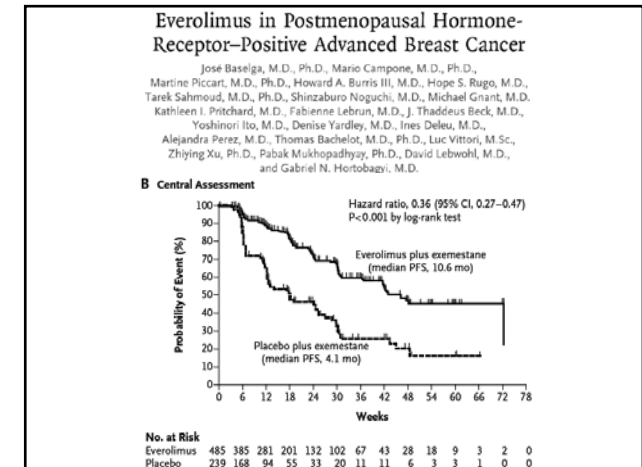 Everolimus in Postmenopausal Hormone-
Receptor–Positive Advanced Breast Cancer
José Baselga, M.D., Ph.D., Mario Campone, M.D., Ph.D.,
Martine Piccart, M.D., Ph.D., Howard A. Burris III, M.D., Hope S. Rugo, M.D.,
Tarek Sahmoud, M.D., Ph.D., Shinzaburo Noguchi, M.D., Michael Gnant, M.D.
Kathleen I. Pritchard, M.D., Fabienne Lebrun, M.D., J. Thaddeus Beck, M.D.,
Yoshinori Ito, M.D., Denise Yardley, M.D., Ines Deleu, M.D.,
Alejandra Perez, M.D., Thomas Bachelot, M.D., Ph.D., Luc Vittori, M.Sc.,
Zhiying Xu, Ph.D., Pabak Mukhopadhyay, Ph.D., David Lebwohl, M.D.,
and Gabriel N. Hortobagyi, M.D.
B Central Assessment
Hazard ratio, 0.36 (95% CI, 0.27–0.47)
P<0.001 by log-rank test
Everolimus plus exemestane
(median PFS, 10.6 mo)
Placebo plus exemestane
(median PFS, 4.1 mo)
Probability of Event (%)
100
90
80
70
60
50
40
30
20
10
0
0 6 12 18 24 30 36 42 48 54 60 66 72 78
Weeks
No. at Risk
Everolimus 485 385 281 201 132 102 67 43 28 18 9 3 2 0
Placebo 239 168 94 55 33 20 11 11 6 3 3 1 0 0